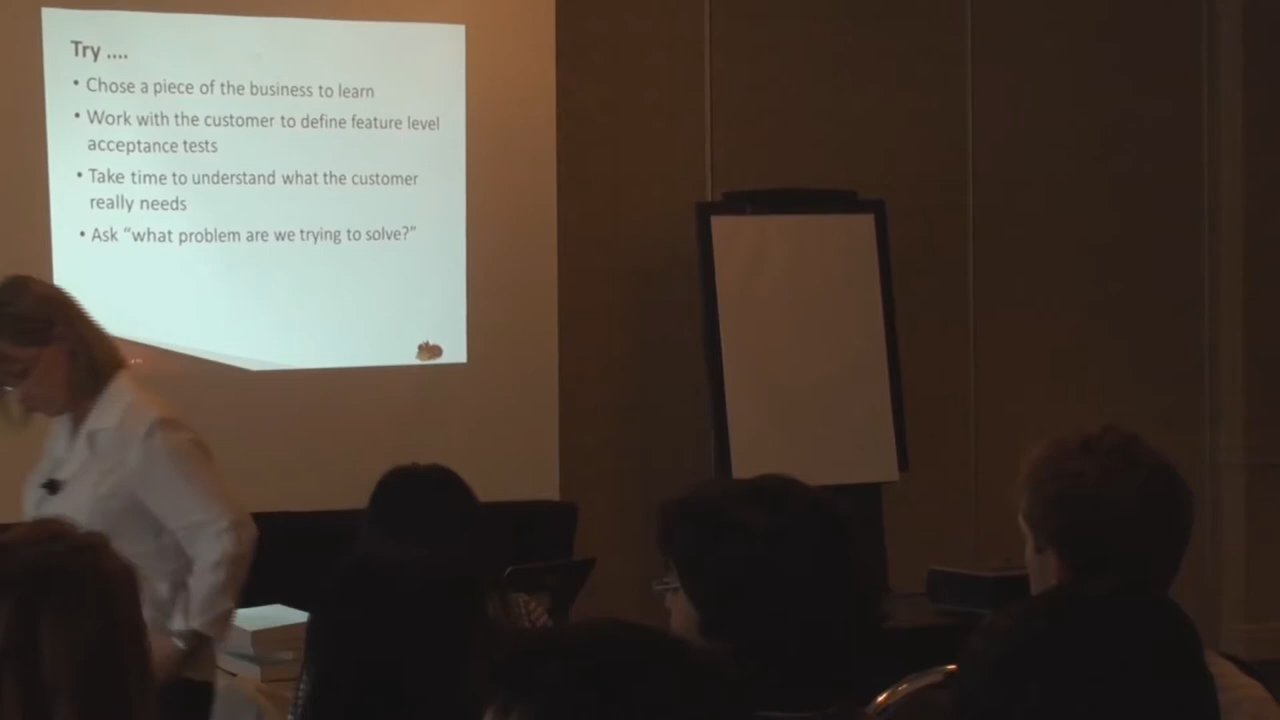 Try ....
• Chose a piece of the business to learn
• Work with the customer to define feature level
acceptance tests
• Take time to understand what the customer
really needs
• Ask “what problem are we trying to solve?”